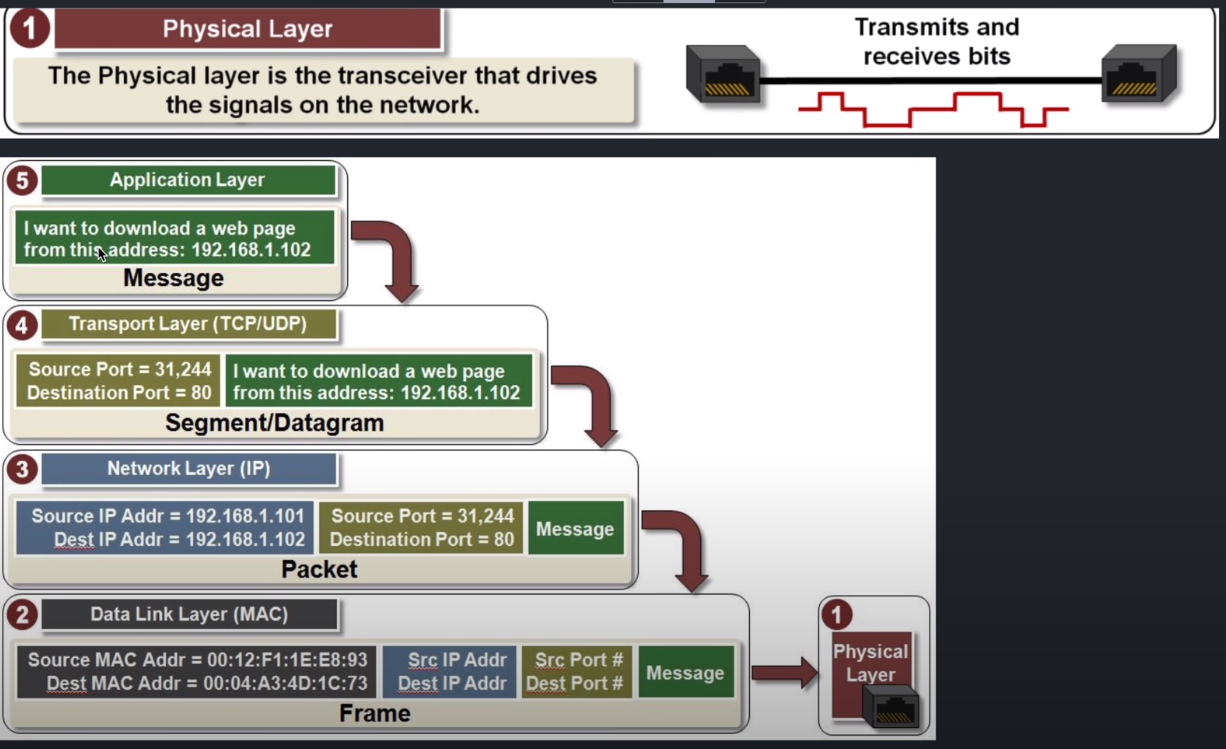 1
Physical Layer
The Physical layer is the transceiver that drives
the signals on the network.
Transmits and
receives bits
5
Application Layer
I want to download a web page
from this address: 192.168.1.102
Message
4
Transport Layer (TCP/UDP)
Source Port = 31,244
Destination Port = 80
I want to download a web page
from this address: 192.168.1.102
Segment/Datagram
3
Network Layer (IP)
Source IP Addr = 192.168.1.101
Dest IP Addr = 192.168.1.102
Source Port = 31,244
Destination Port = 80
Message
Packet
2
Data Link Layer (MAC)
Source MAC Addr = 00:12:F1:1E:E8:93
Dest MAC Addr = 00:04:A3:4D:1C:73
Src IP Addr
Dest IP Addr
Src Port #
Dest Port #
Message
Frame
1
Physical
Layer